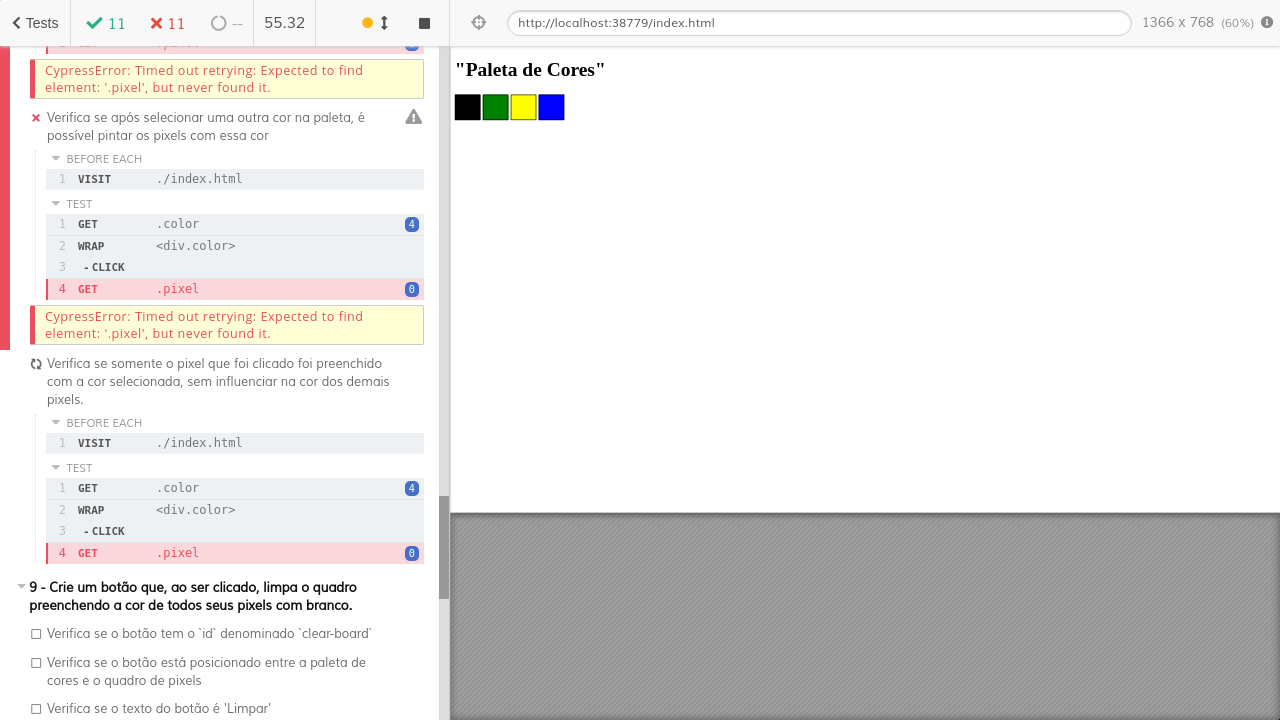 Tests
11
11
--
55.32
http://localhost:38779/index.html
1366 x 768 (60%)
CypressError: Timed out retrying: Expected to find
element: '.pixel', but never found it.
Verifica se após selecionar uma outra cor na paleta, é
possível pintar os pixels com essa cor
BEFORE EACH
1 VISIT ./index.html
TEST
1 GET .color 4
2 WRAP <div.color>
3 - CLICK
4 GET .pixel 0
CypressError: Timed out retrying: Expected to find
element: '.pixel', but never found it.
Verifica se somente o pixel que foi clicado foi preenchido
com a cor selecionada, sem influenciar na cor dos demais
pixels.
BEFORE EACH
1 VISIT ./index.html
TEST
1 GET .color 4
2 WRAP <div.color>
3 - CLICK
4 GET .pixel 0
9 - Crie um botão que, ao ser clicado, limpa o quadro
preenchendo a cor de todos seus pixels com branco.
Verifica se o botão tem o `id` denominado `clear-board`
Verifica se o botão está posicionado entre a paleta de
cores e o quadro de pixels
Verifica se o texto do botão é 'Limpar'
"Paleta de Cores"